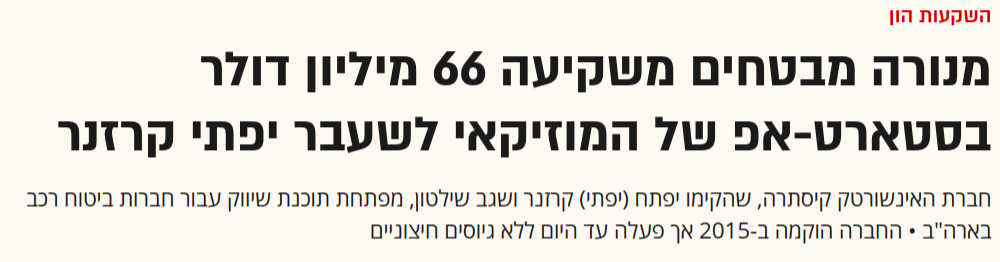 השקעות הון
מנורה מבטחים משקיעה 66 מיליון דולר
בסטארט-אפ של המוזיקאי לשעבר יפתי קרזנר
חברת האינשורטק קיסתרה, שהקימו יפתח (יפתי) קרזנר ושגב שילטון, מפתחת תוכנת שיווק עבור חברות ביטוח רכב
בארה"ב • החברה הוקמה ב-2015 אך פעלה עד היום ללא גיוסים חיצוניים